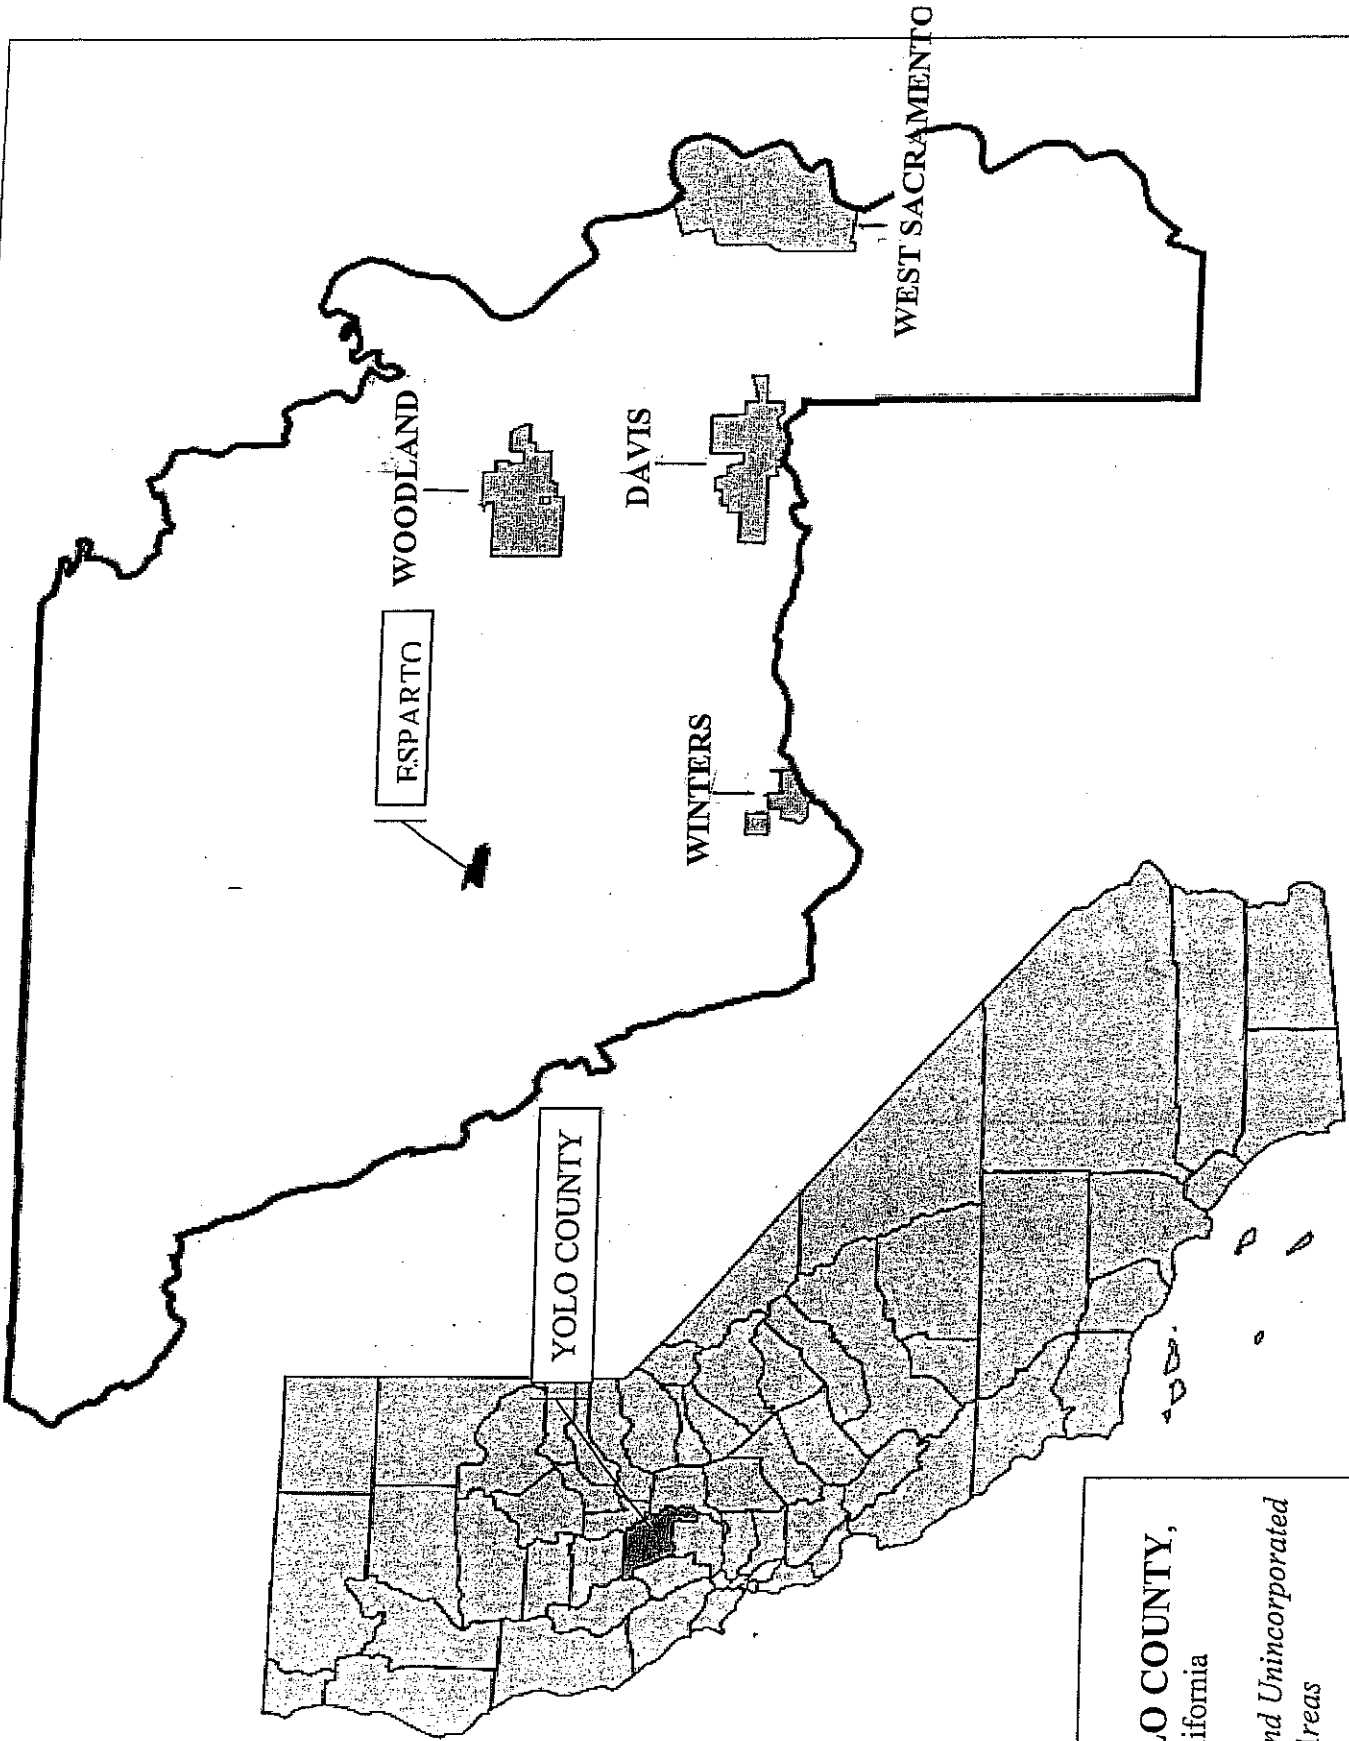 WEST SACRAMENTO
WOODLAND
DAVIS
ESPARTO
WINTERS
YOLO COUNTY
LO COUNTY,
ifornia
nd Unincorporated
reas